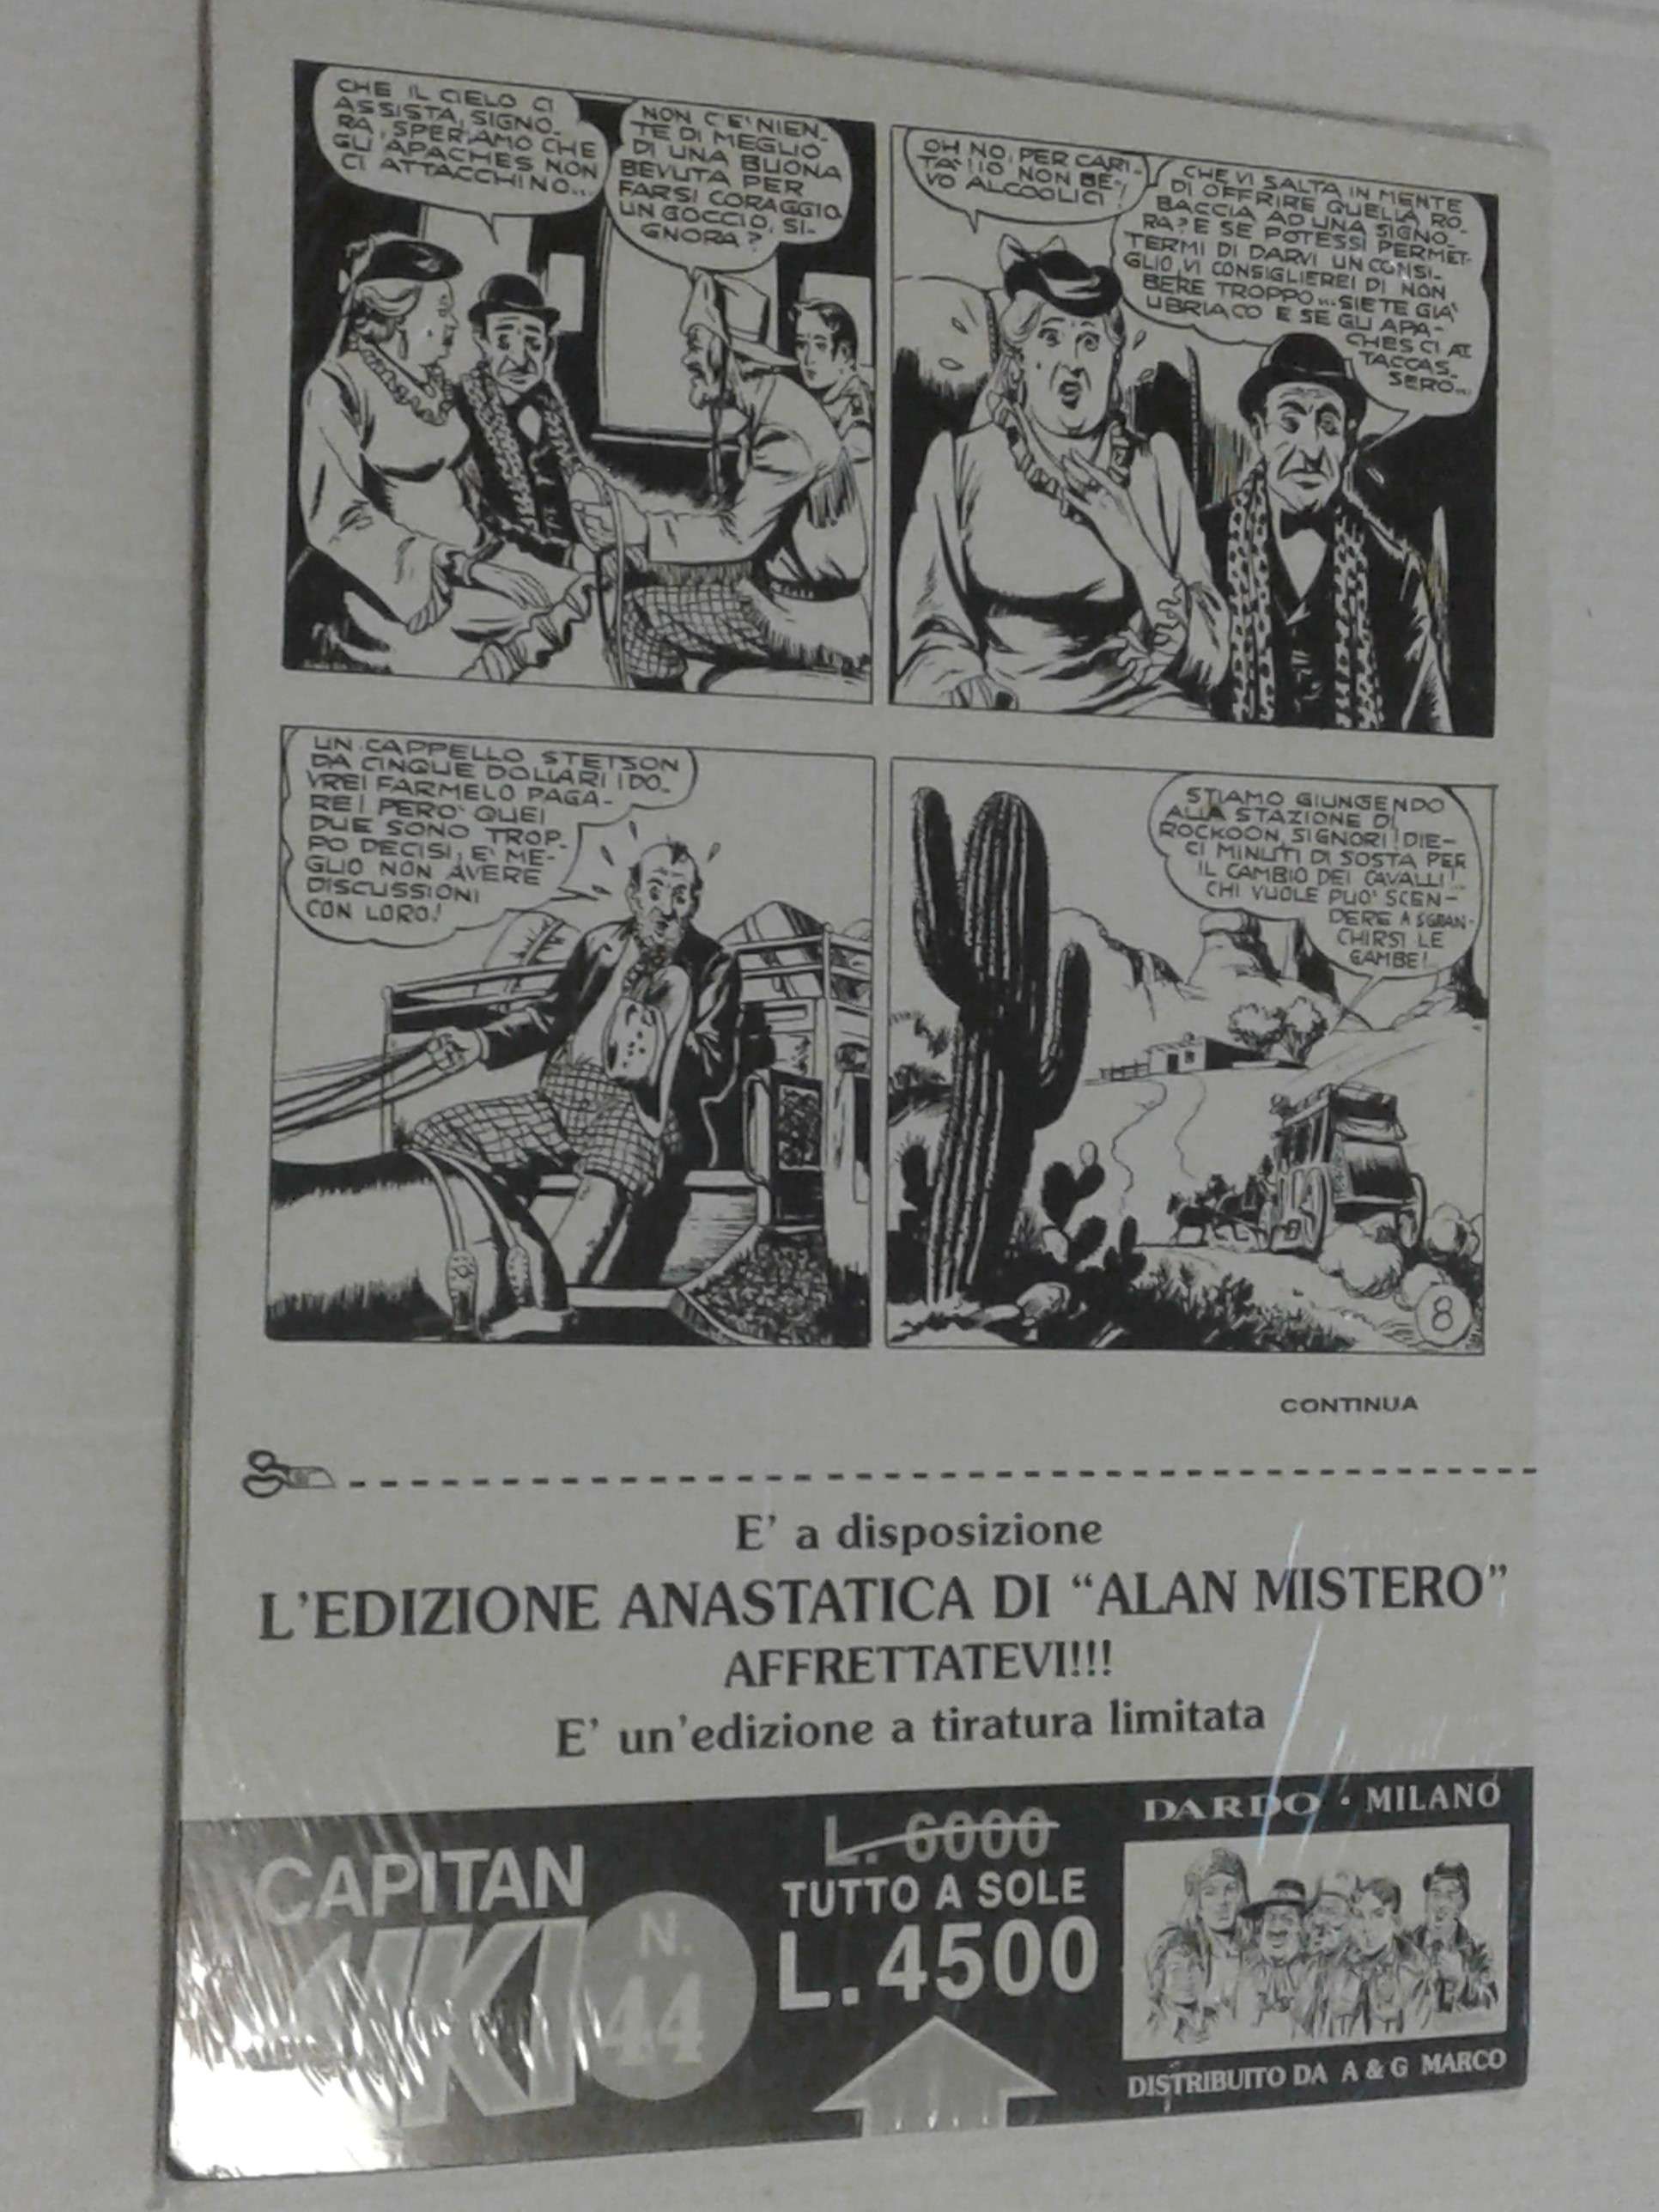 CHE IL CIELO CI
ASSISTA, SIGNO-
RA, SPERIAMO CHE
GLI APACHES NON
CI ATTACCHINO...
NON C'E' NIEN-
TE DI MEGLIO
DI UNA BUONA
BEVUTA PER
FARSI CORAGGIO.
UN GOCCIO, SI-
GNORA?
OH NO, PER CARI-
TA'! IO NON BE-
VO ALCOOLICI!
CHE VI SALTA IN MENTE
DI OFFRIRE QUELLA RO-
BACCIA AD UNA SIGNO-
RA? E SE POTESSI PERMET-
TERMI DI DARVI UN CONSI-
GLIO, VI CONSIGLIEREI DI NON
BERE TROPPO... SIETE GIA'
UBRIACO E SE GLI APA-
CHES CI AT
TACCAS-
SERO...
UN CAPPELLO STETSON
DA CINQUE DOLLARI! DO-
VREI FARMELO PAGA-
RE! PERO' QUEI
DUE SONO TROP-
PO DECISI, E' ME-
GLIO NON AVERE
DISCUSSIONI
CON LORO!
STIAMO GIUNGENDO
ALLA STAZIONE DI
ROCKOON, SIGNORI! DIE-
CI MINUTI DI SOSTA PER
IL CAMBIO DEI CAVALLI!
CHI VUOLE PUO' SCEN-
DERE A SGRAN-
CHIRSI LE
GAMBE!
8
CONTINUA
E' a disposizione
L'EDIZIONE ANASTATICA DI "ALAN MISTERO"
AFFRETTATEVI!!!
E' un'edizione a tiratura limitata
CAPITAN
MIKI
N.
44
L. 6000
TUTTO A SOLE
L. 4500
DARDO • MILANO
DISTRIBUITO DA A & G MARCO